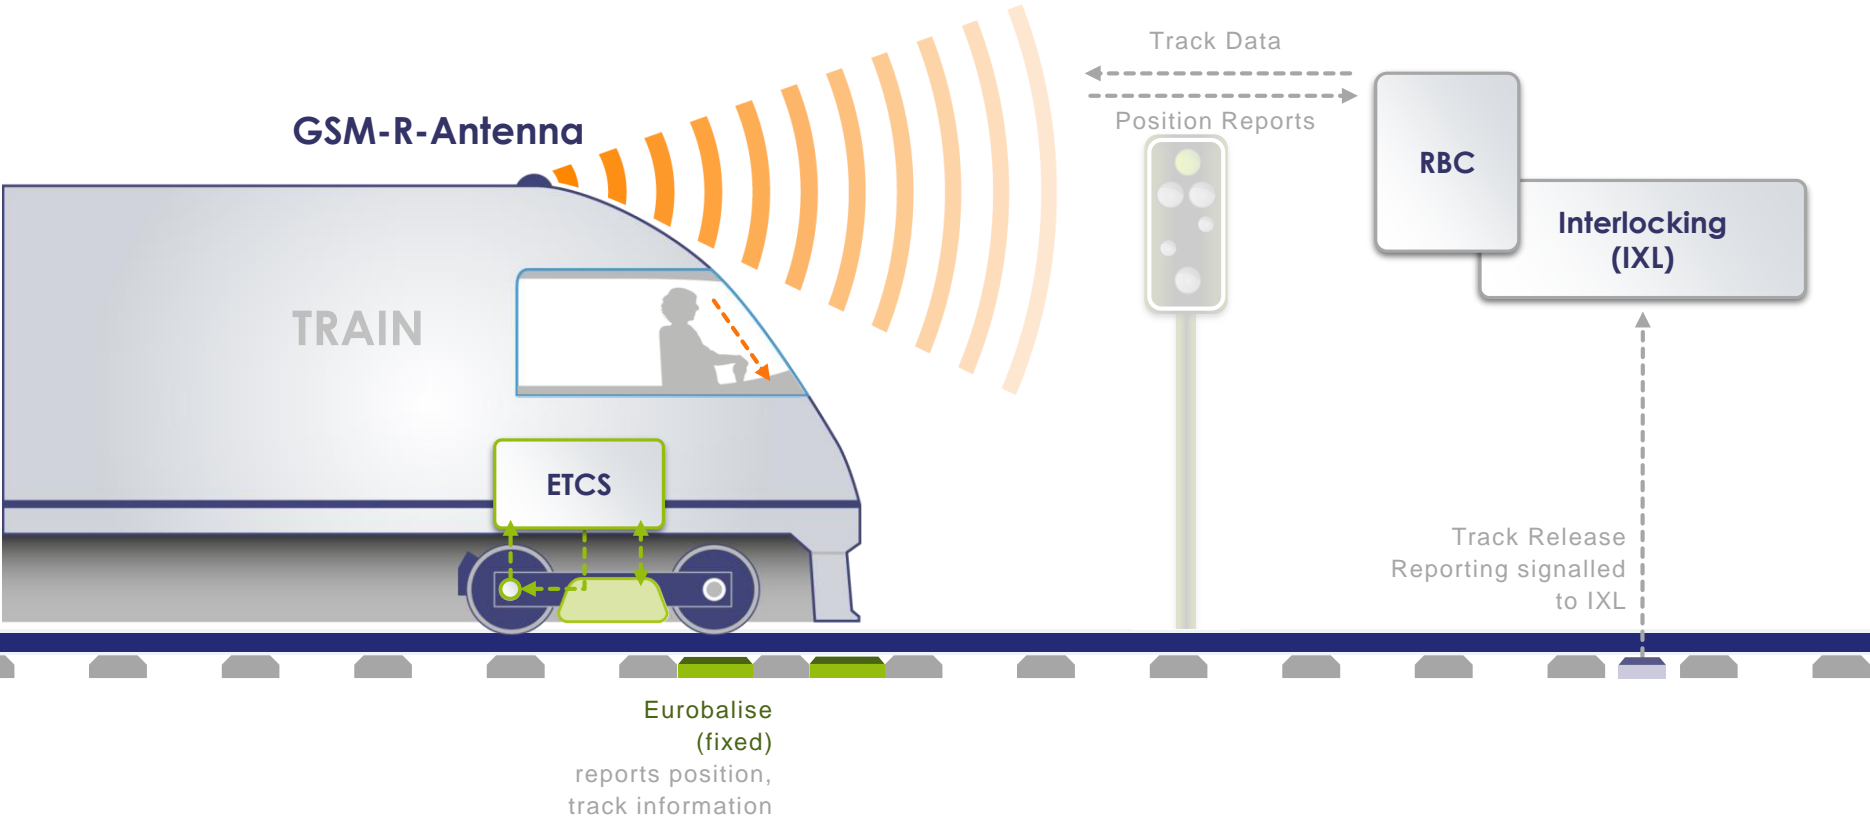 Track Data
Position Reports
GSM-R-Antenna
RBC
Interlocking
(IXL)
TRAIN
ETCS
Track Release
Reporting signalled
to IXL
Eurobalise
(fixed)
reports position,
track information